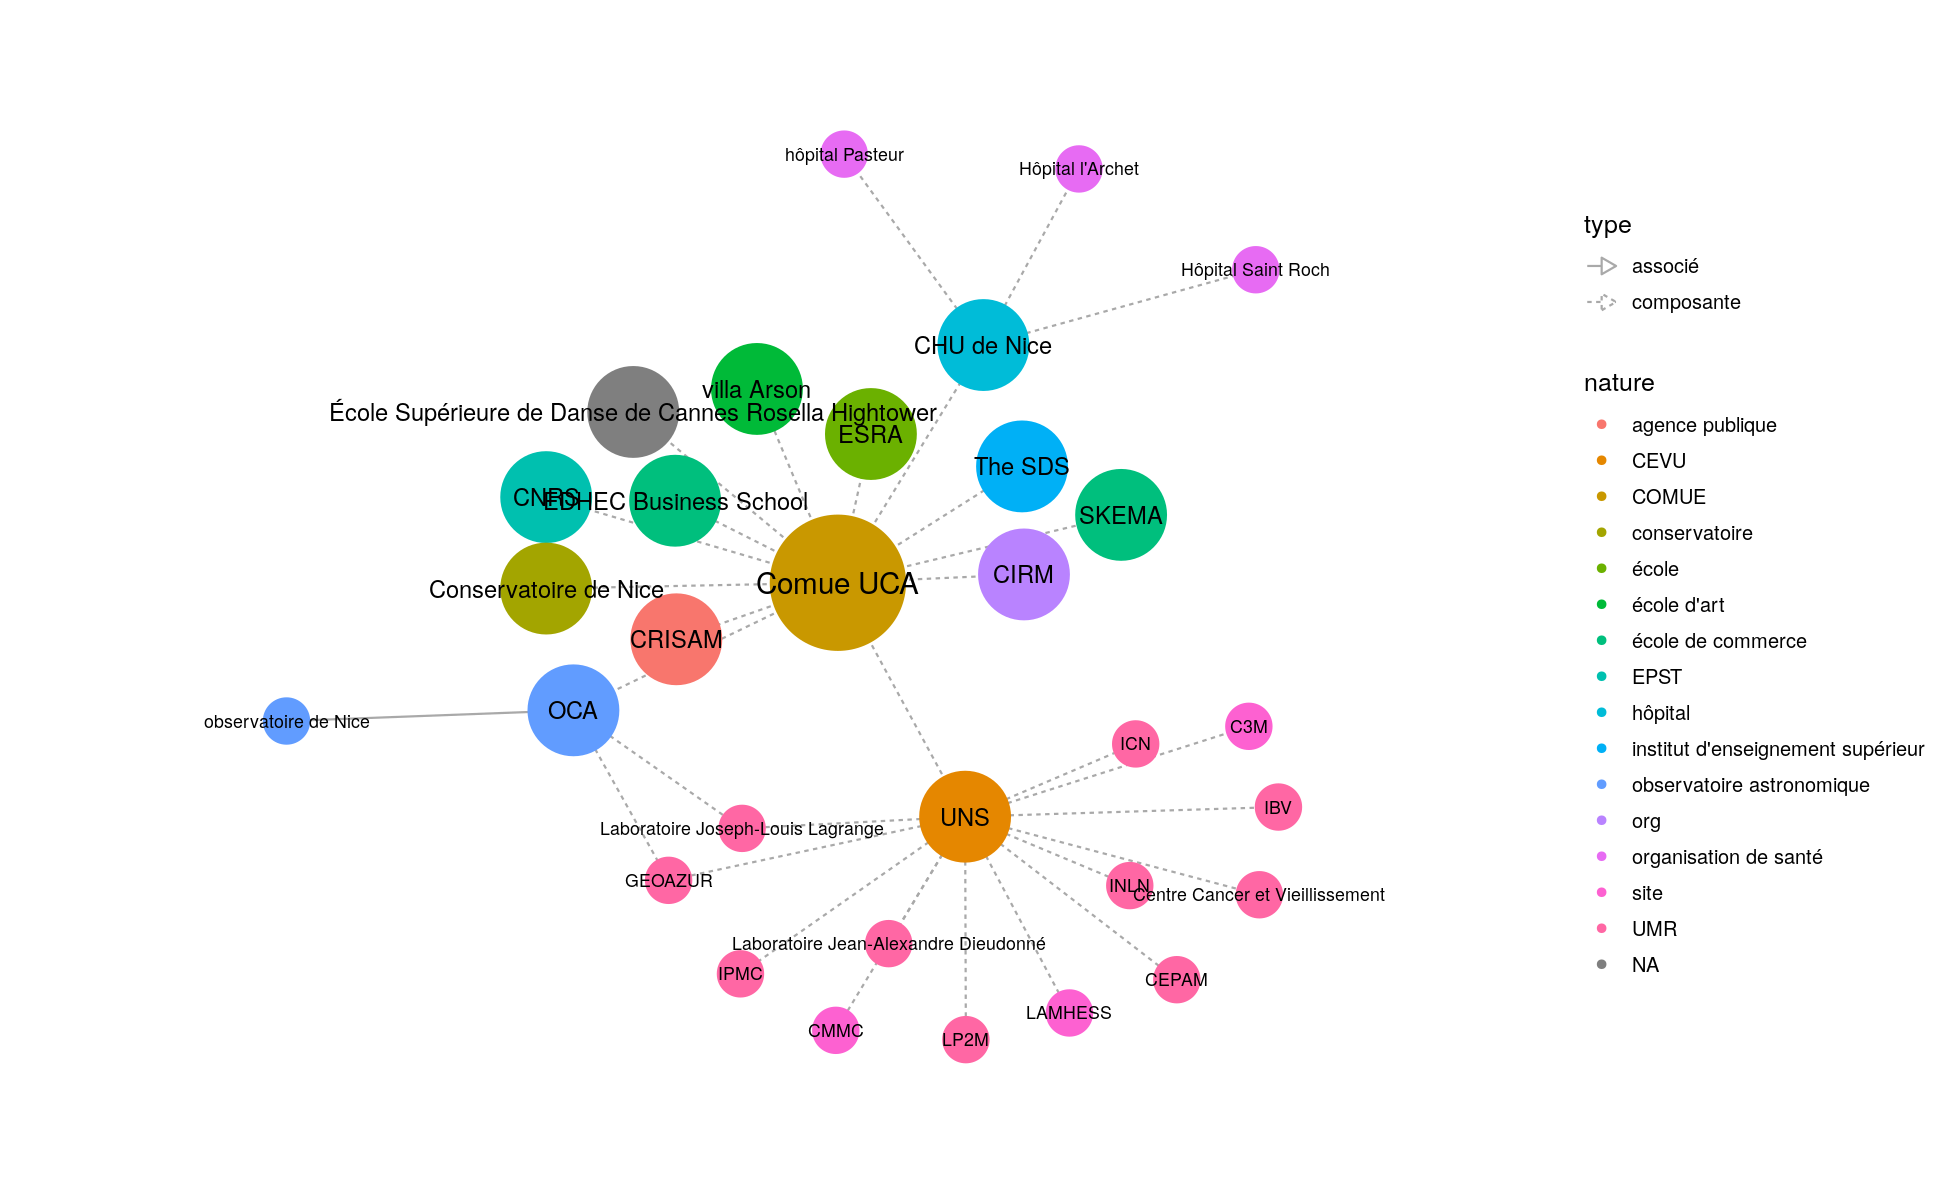 hôpital Pasteur
Hôpital l'Archet
Hôpital Saint Roch
CHU de Nice
villa Arson
École Supérieure de Danse de Cannes Rosella Hightower
ESRA
The SDS
CNRS
EDHEC Business School
SKEMA
CIRM
Comue UCA
Conservatoire de Nice
CRISAM
OCA
observatoire de Nice
C3M
ICN
IBV
UNS
Laboratoire Joseph-Louis Lagrange
GEOAZUR
INLN
Centre Cancer et Vieillissement
Laboratoire Jean-Alexandre Dieudonné
IPMC
CEPAM
LAMHESS
CMMC
LP2M
type
associé
composante
nature
agence publique
CEVU
COMUE
conservatoire
école
école d'art
école de commerce
EPST
hôpital
institut d'enseignement supérieur
observatoire astronomique
org
organisation de santé
site
UMR
NA